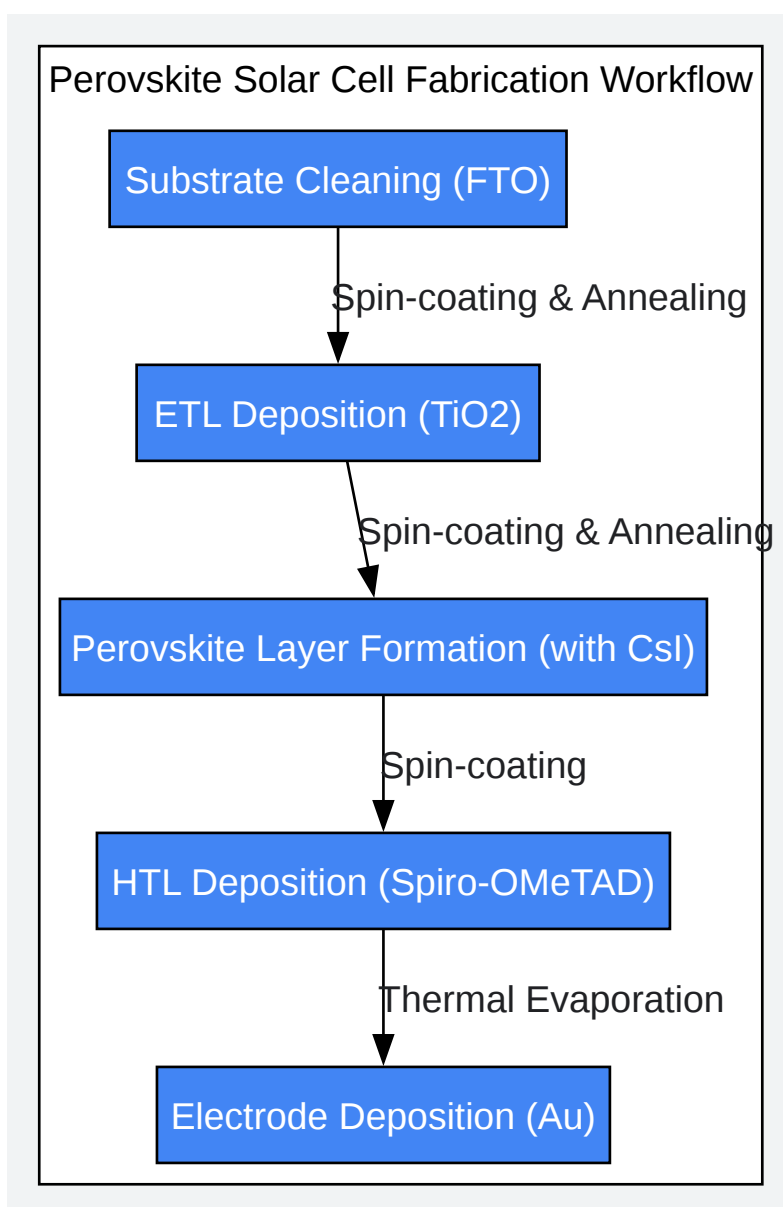 Perovskite Solar Cell Fabrication Workflow
Substrate Cleaning (FTO)
Spin-coating & Annealing
ETL Deposition (TiO2)
Spin-coating & Annealing
Perovskite Layer Formation (with CsI)
Spin-coating
HTL Deposition (Spiro-OMeTAD)
Thermal Evaporation
Electrode Deposition (Au)